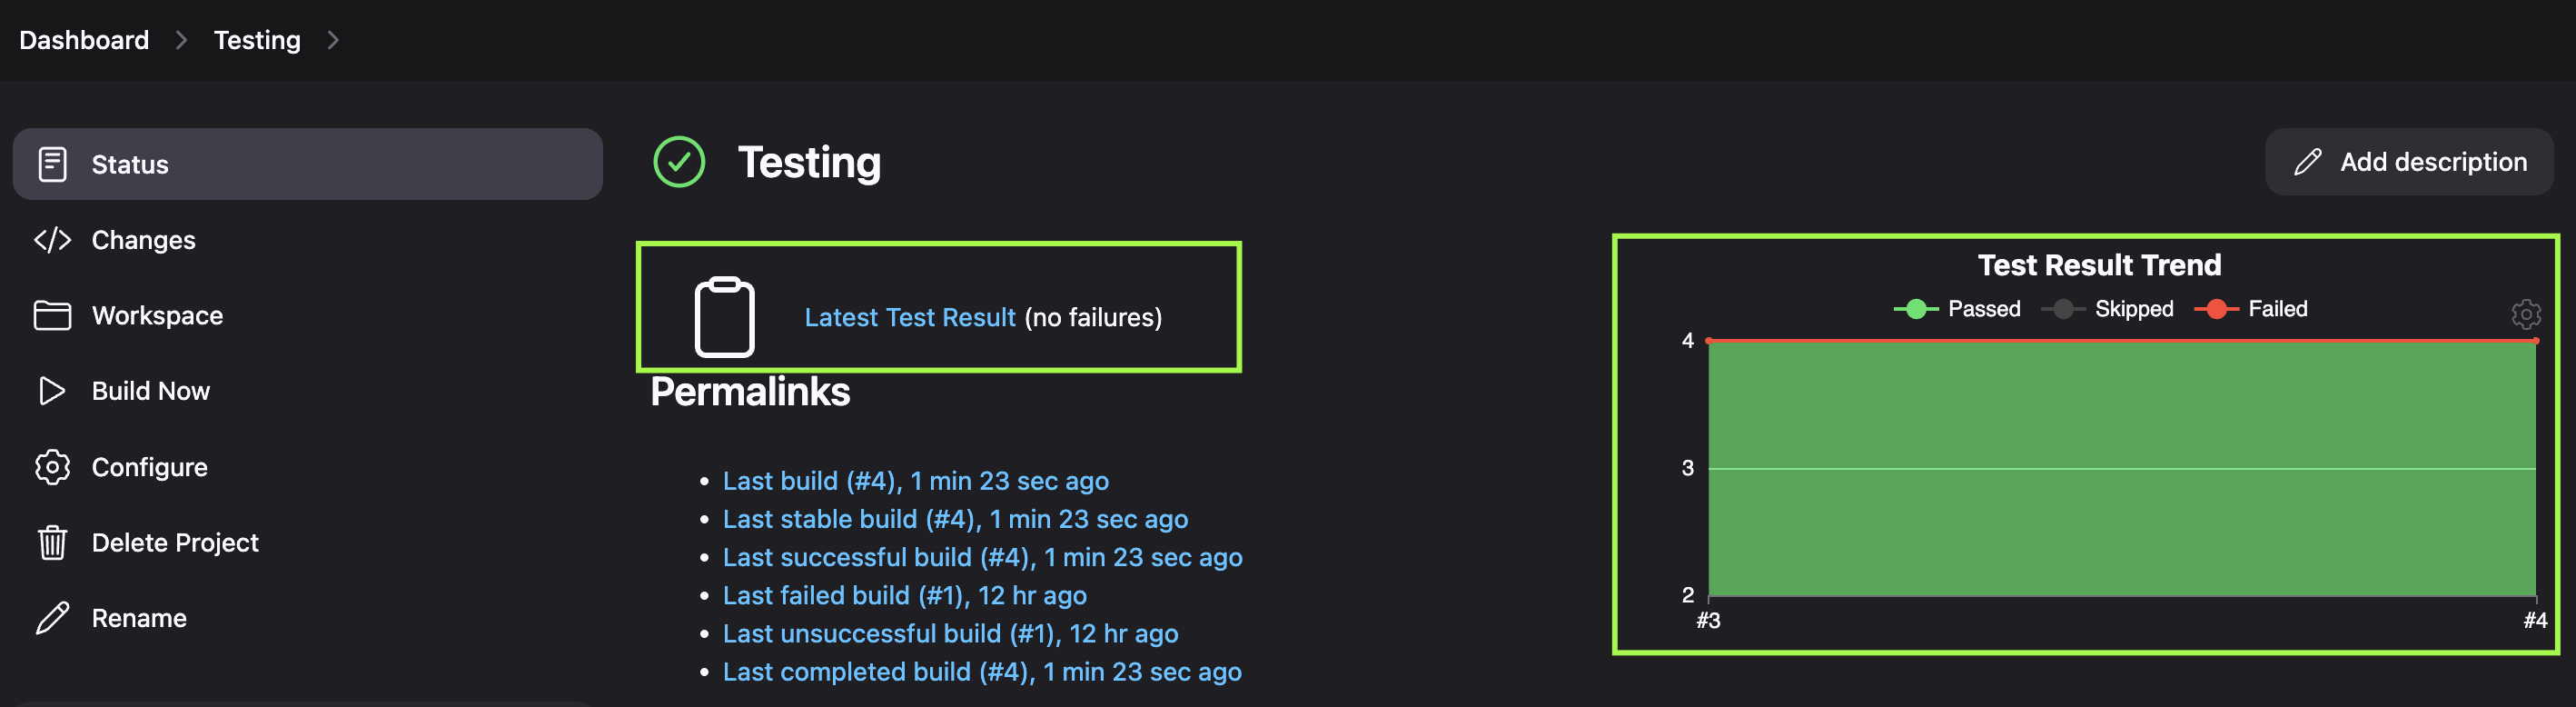 Dashboard > Testing >
Status
Changes
Workspace
Build Now
Configure
Delete Project
Rename
Testing
Add description
Latest Test Result (no failures)
Permalinks
• Last build (#4), 1 min 23 sec ago
• Last stable build (#4), 1 min 23 sec ago
• Last successful build (#4), 1 min 23 sec ago
• Last failed build (#1), 12 hr ago
• Last unsuccessful build (#1), 12 hr ago
• Last completed build (#4), 1 min 23 sec ago
Test Result Trend
Passed Skipped Failed
4
3
2
#3 #4